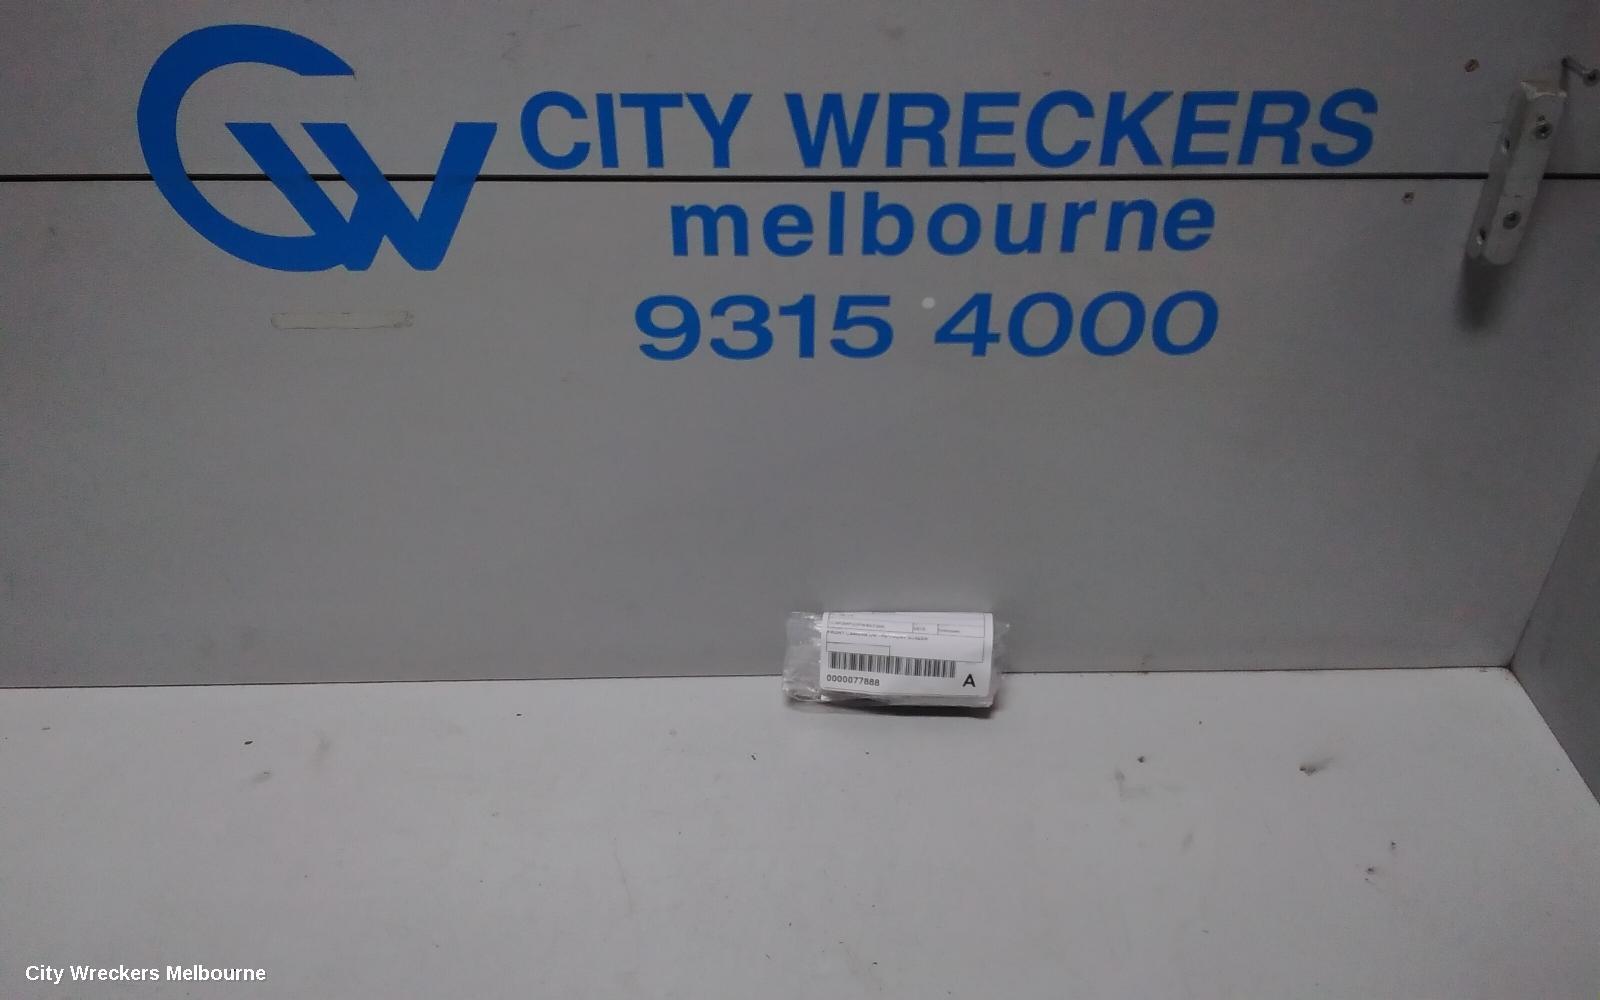 CW
CITY WRECKERS
melbourne
9315 4000
0000077888
A
City Wreckers Melbourne